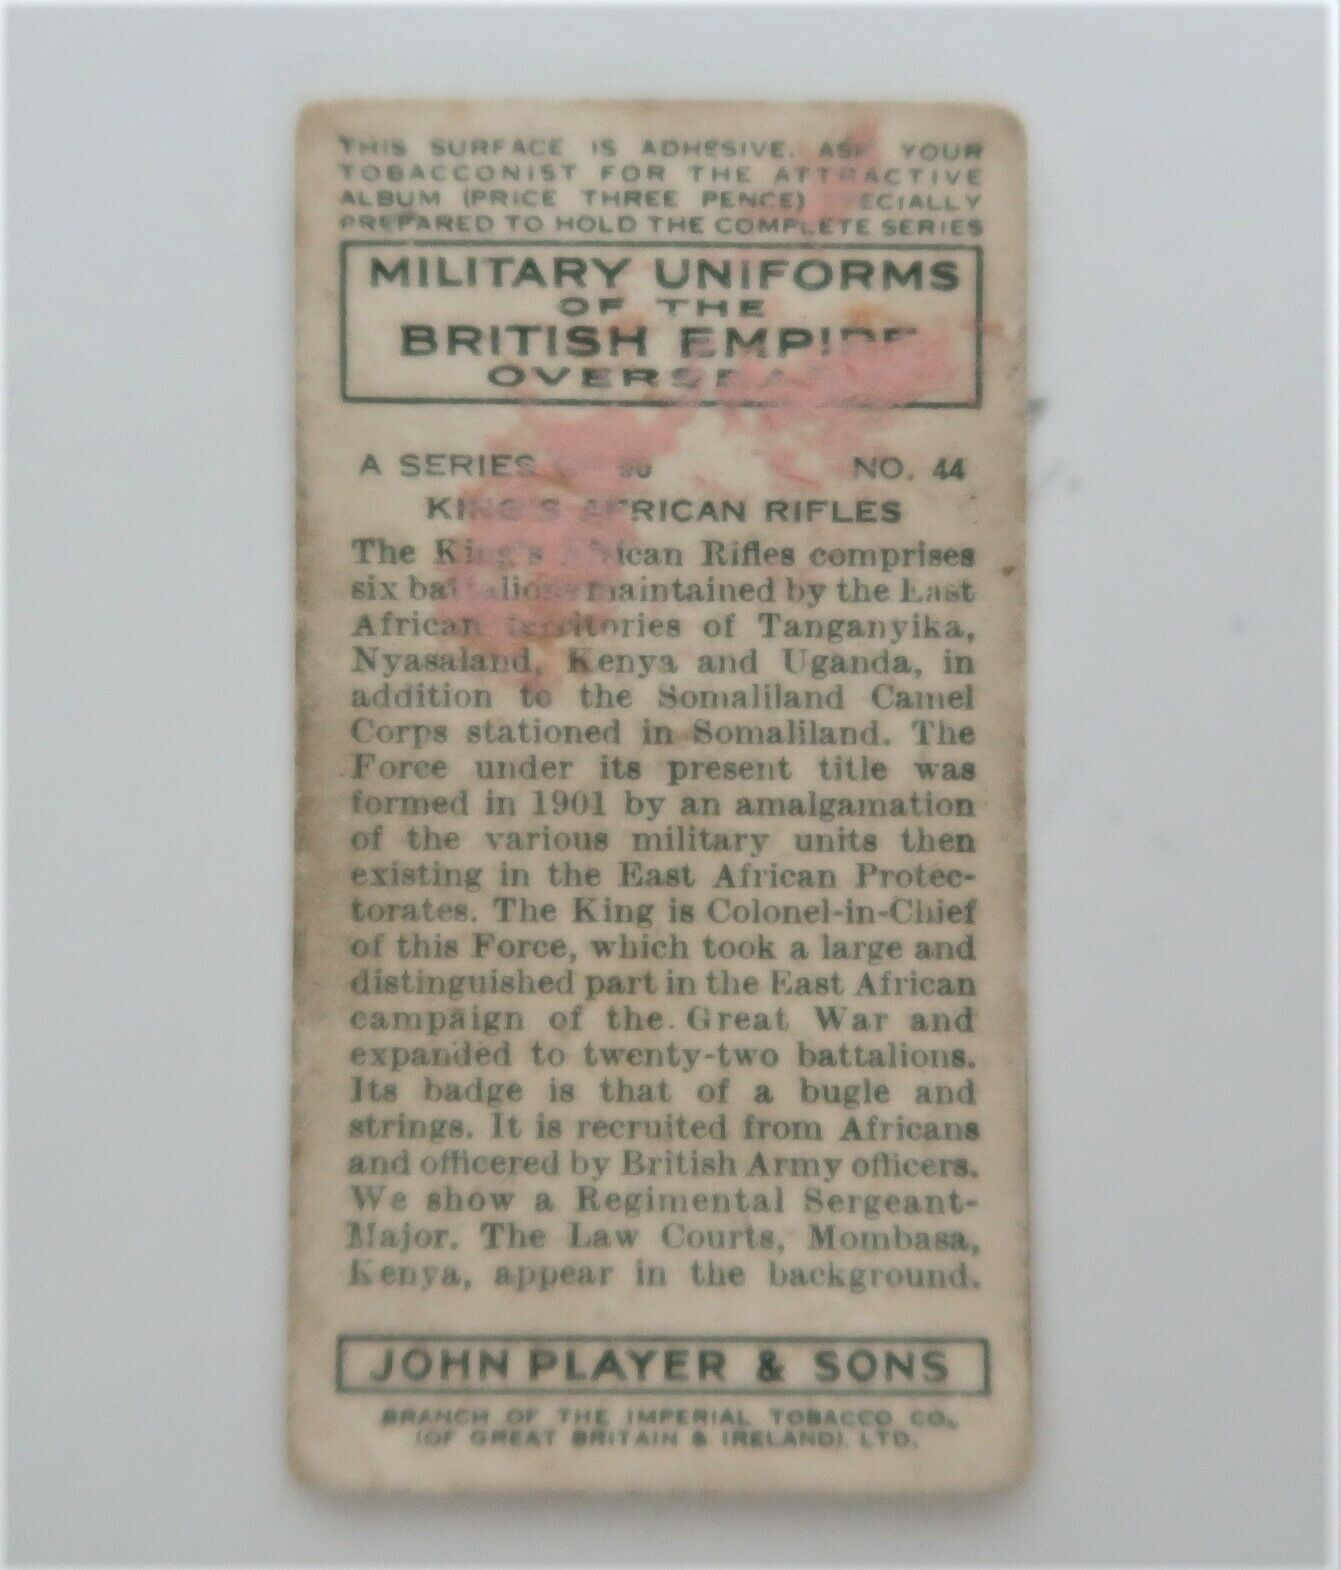 THIS SURFACE IS ADHESIVE. ASK YOUR
TOBACCONIST FOR THE ATTRACTIVE
ALBUM (PRICE THREE PENCE) SPECIALLY
PREPARED TO HOLD THE COMPLETE SERIES
MILITARY UNIFORMS
OF THE
BRITISH EMPIRE
OVERSEAS
A SERIES NO. 44
KING'S AFRICAN RIFLES
The King's African Rifles comprises
six battalions maintained by the East
African territories of Tanganyika,
Nyasaland, Kenya and Uganda, in
addition to the Somaliland Camel
Corps stationed in Somaliland. The
Force under its present title was
formed in 1901 by an amalgamation
of the various military units then
existing in the East African Protec-
torates. The King is Colonel-in-Chief
of this Force, which took a large and
distinguished part in the East African
campaign of the Great War and
expanded to twenty-two battalions.
Its badge is that of a bugle and
strings. It is recruited from Africans
and officered by British Army officers.
We show a Regimental Sergeant-
Major. The Law Courts, Mombasa,
Kenya, appear in the background.
JOHN PLAYER & SONS
BRANCH OF THE IMPERIAL TOBACCO CO.,
(OF GREAT BRITAIN & IRELAND), LTD.